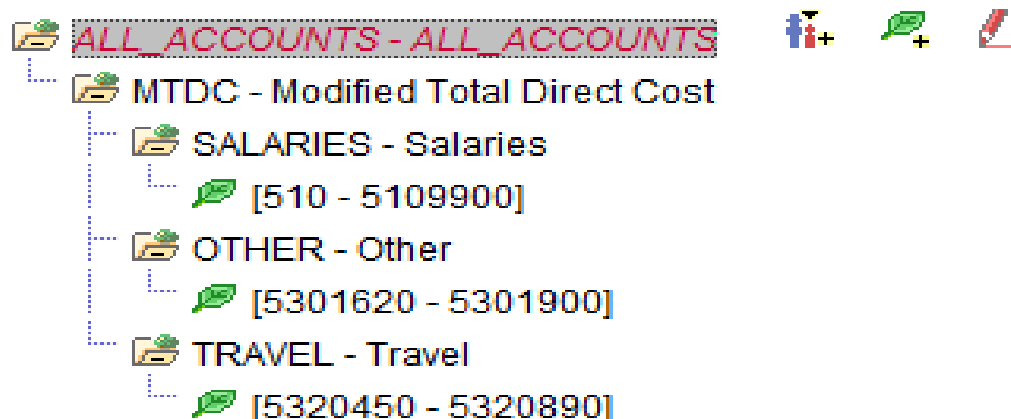 ALL_ACCOUNTS - ALL_ACCOUNTS
MTDC - Modified Total Direct Cost
SALARIES - Salaries
[510 - 5109900]
OTHER - Other
[5301620 - 5301900]
TRAVEL - Travel
[5320450 - 5320890]